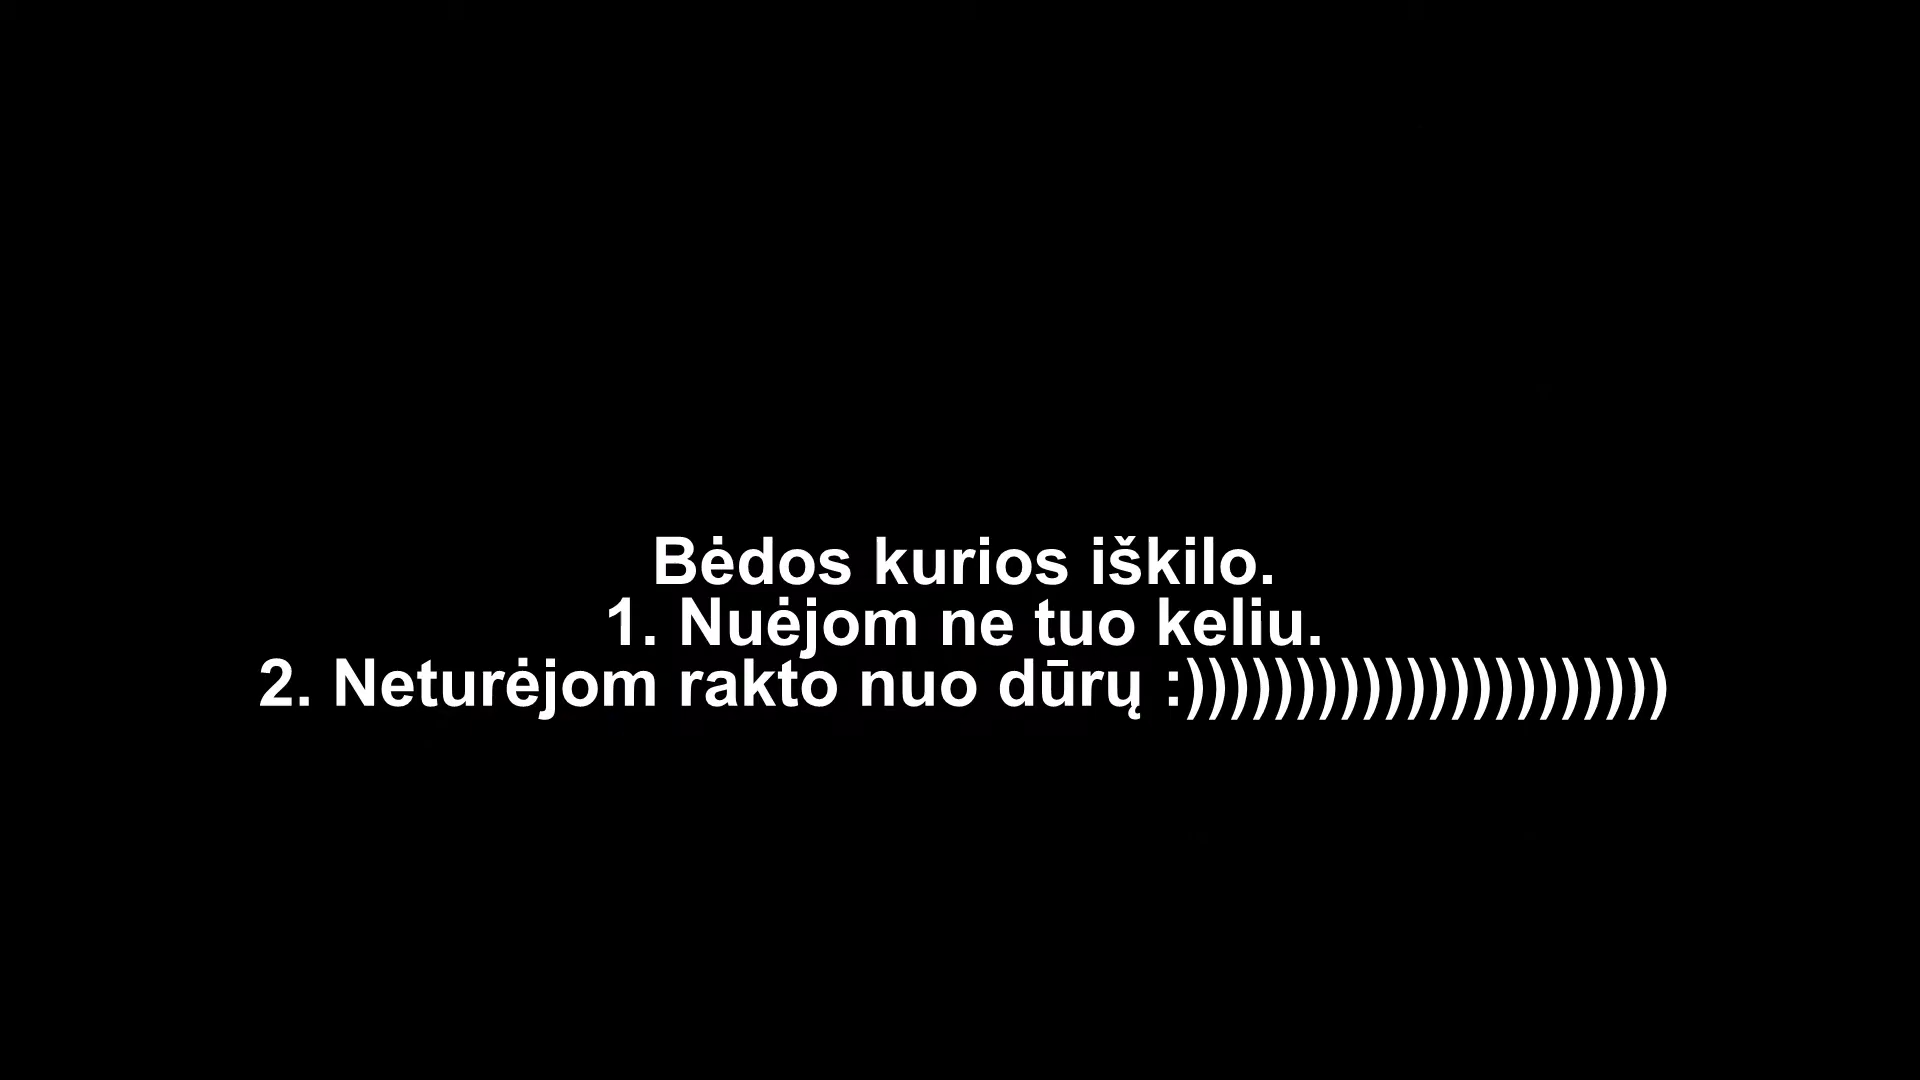 Bėdos kurios iškilo.
1. Nuėjom ne tuo keliu.
2. Neturėjom rakto nuo dūrų :))))))))))))))))))))))